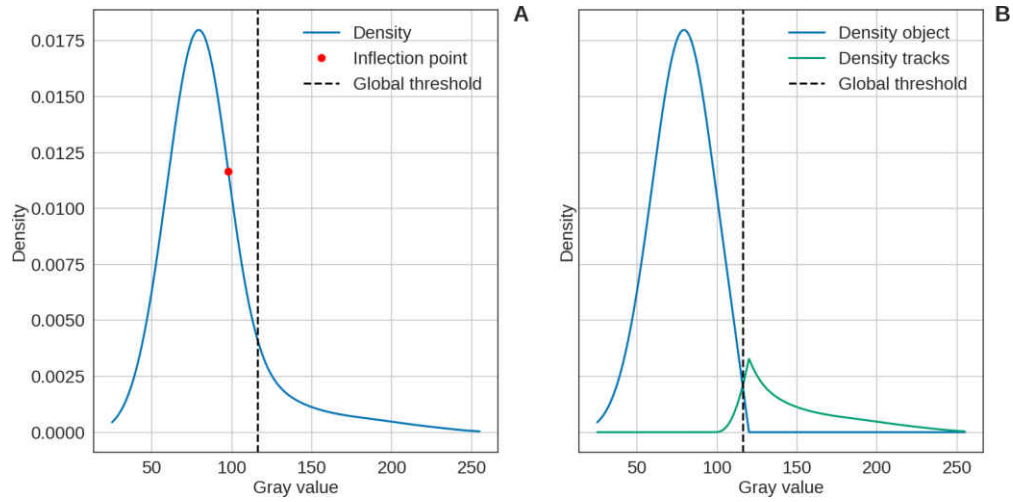 A
Density
Inflection point
Global threshold
0.0175
0.0150
0.0125
0.0100
0.0075
0.0050
0.0025
0.0000
Density
50 100 150 200 250
Gray value
B
Density object
Density tracks
Global threshold
Density
50 100 150 200 250
Gray value